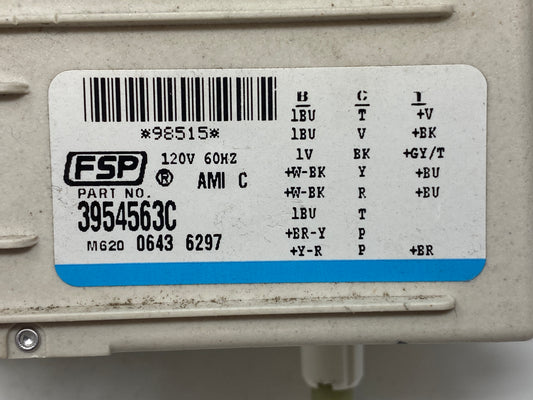 *98515*
FSP ®
120V 60HZ
AMI C
PART NO.
3954563C
M620 0643 6297
B C T
1BU T +V
1BU V +BK
1V BK +GY/T
+W-BK Y +BU
+W-BK R +BU
1BU T
+BR-Y P
+Y-R P +BR